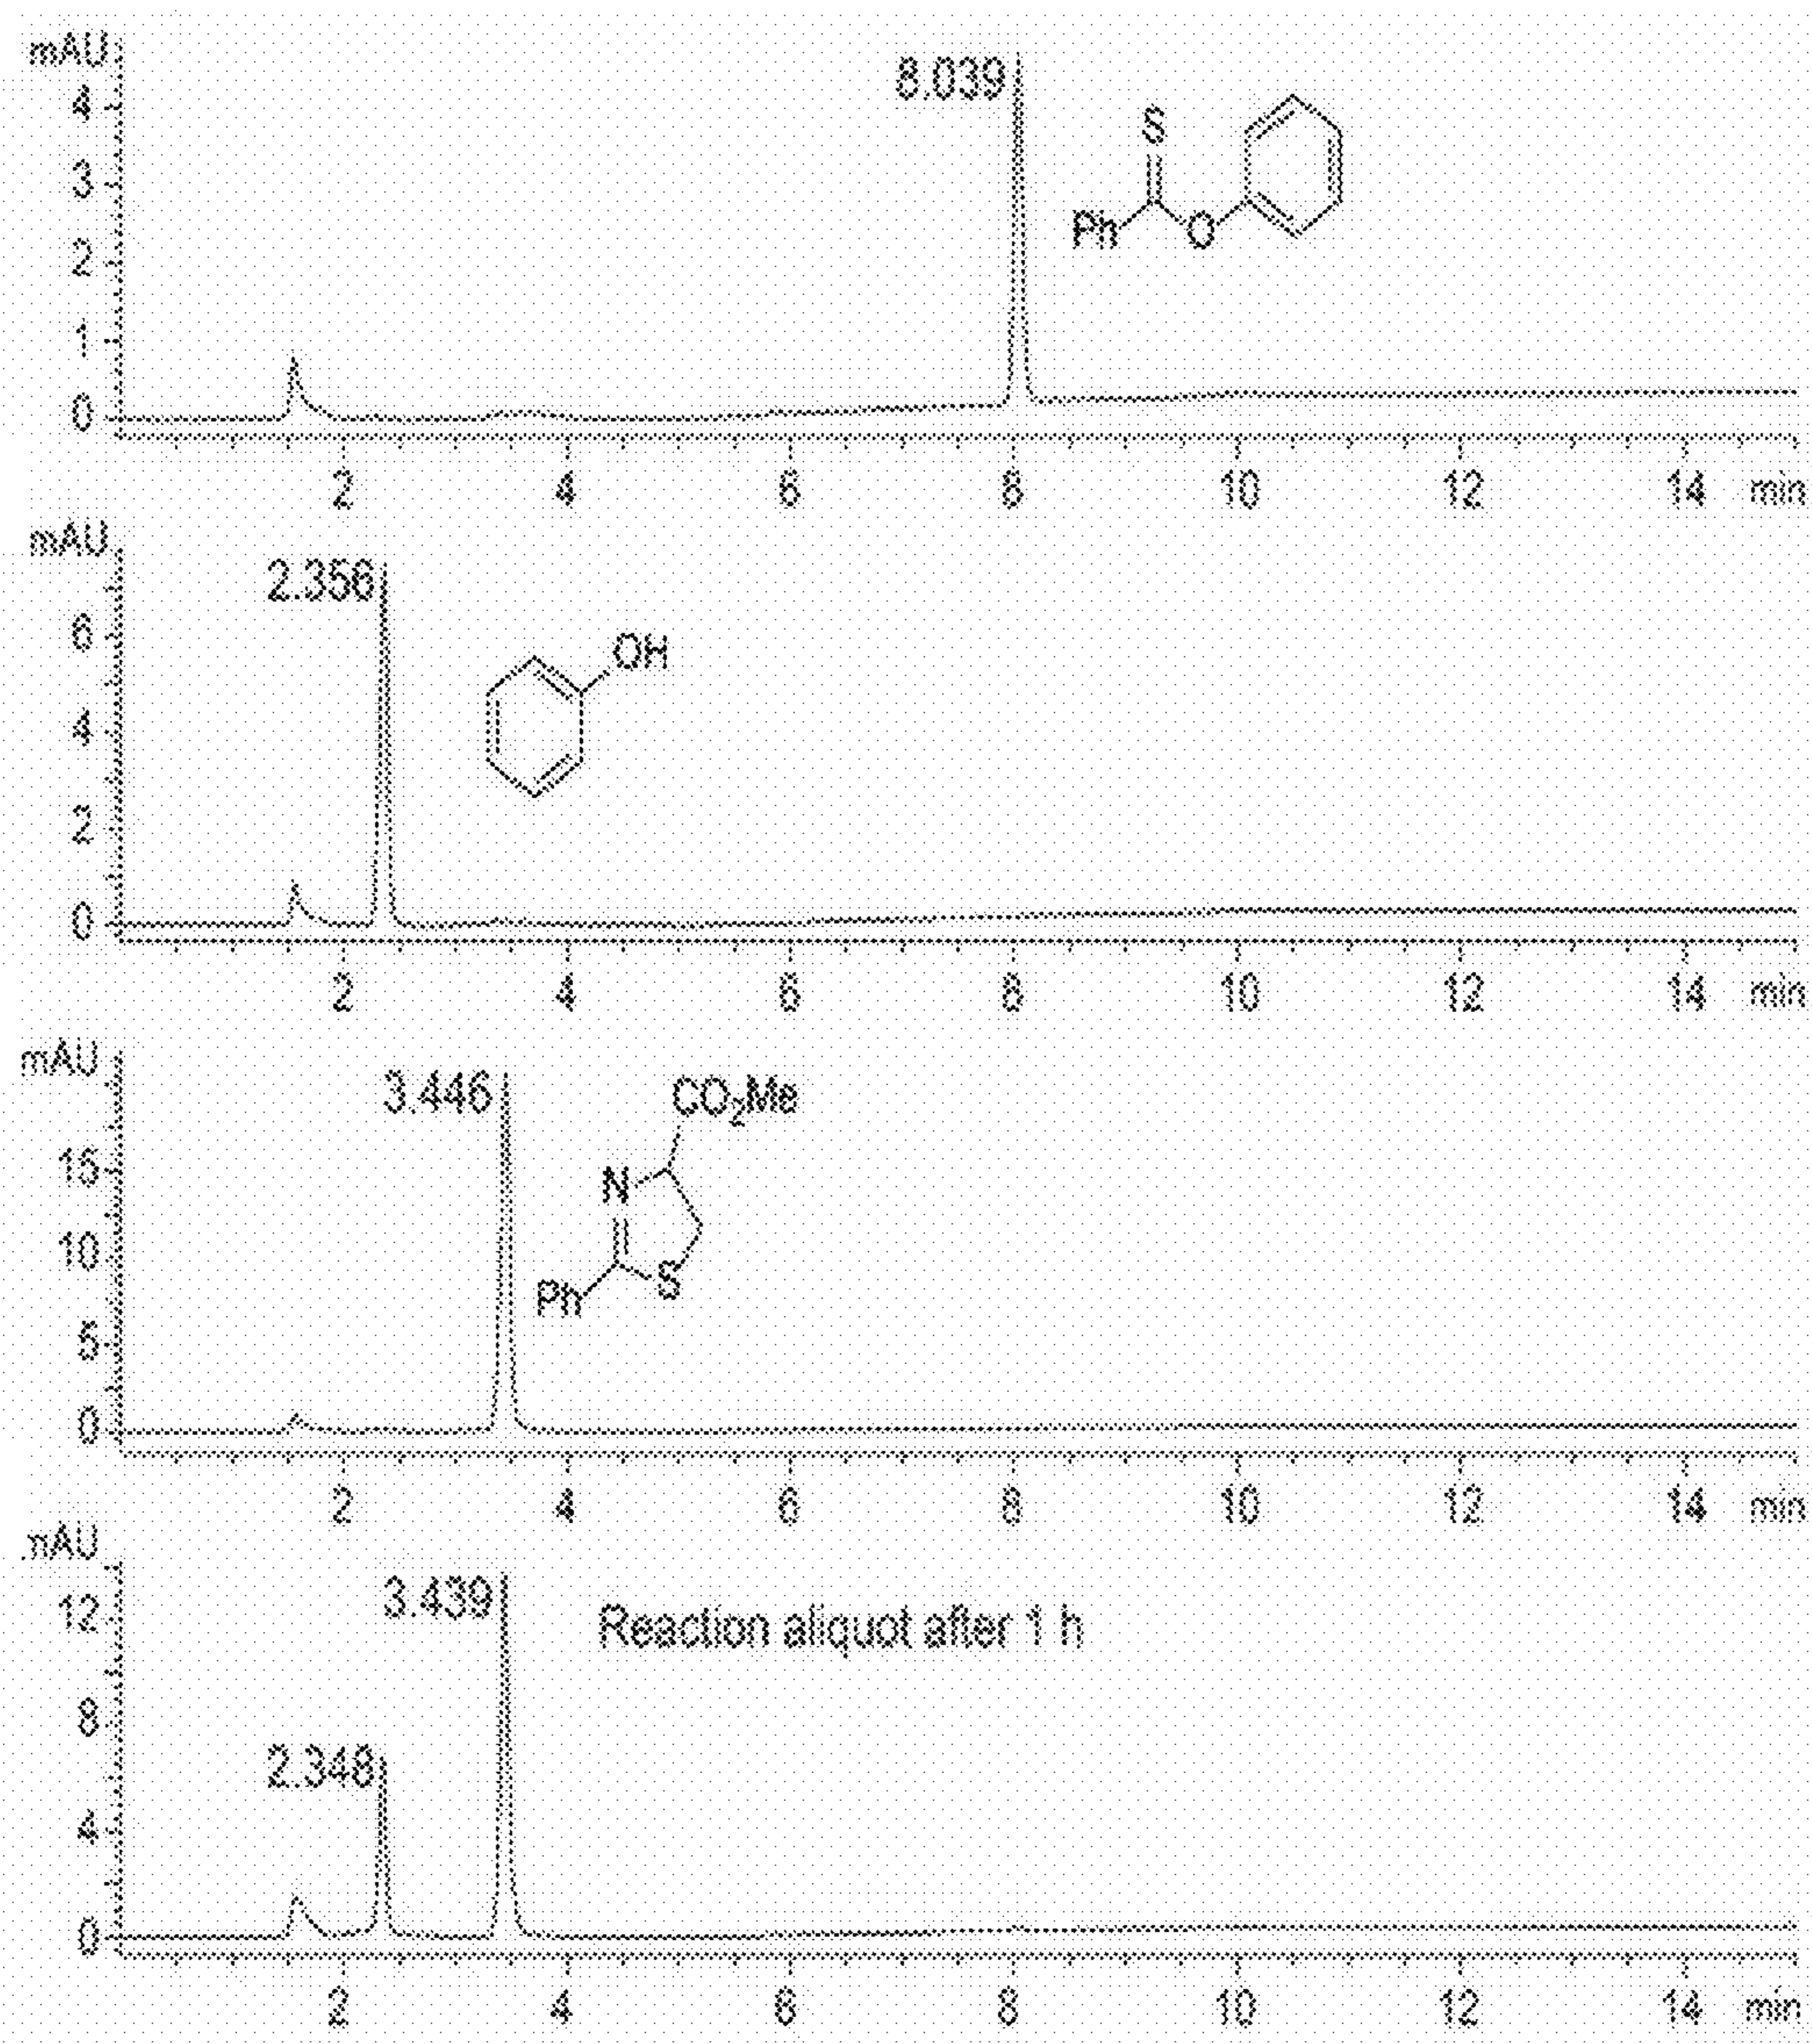 mAU
8.039
4
3
2
1
0
S
Ph
O
2 4 6 8 10 12 14 min
mAU
2.356
6
4
2
0
OH
2 4 6 8 10 12 14 min
mAU
3.446
15
10
5
0
CO2Me
N
S
Ph
2 4 6 8 10 12 14 min
mAU
3.439
12
8
4
0
Reaction aliquot after 1 h
2.348
2 4 6 8 10 12 14 min